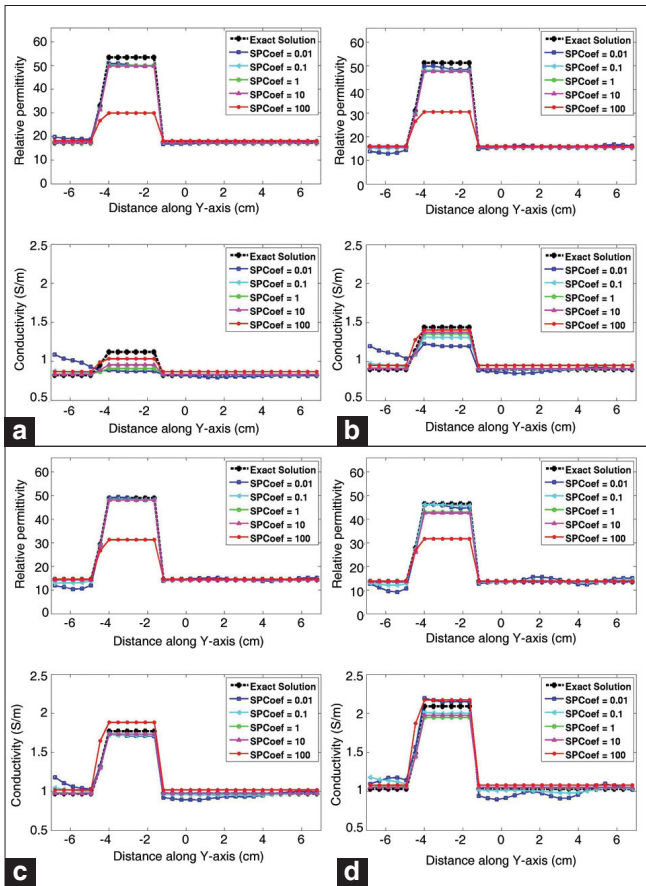 60
50
40
30
20
10
0
Relative permittivity
Exact Solution
SPCoef = 0.01
SPCoef = 0.1
SPCoef = 1
SPCoef = 10
SPCoef = 100
-6 -4 -2 0 2 4 6
Distance along Y-axis (cm)
60
50
40
30
20
10
0
Relative permittivity
Exact Solution
SPCoef = 0.01
SPCoef = 0.1
SPCoef = 1
SPCoef = 10
SPCoef = 100
-6 -4 -2 0 2 4 6
Distance along Y-axis (cm)
2.5
2
1.5
1
0.5
Conductivity (S/m)
Exact Solution
SPCoef = 0.01
SPCoef = 0.1
SPCoef = 1
SPCoef = 10
SPCoef = 100
-6 -4 -2 0 2 4 6
Distance along Y-axis (cm)
a
2.5
2
1.5
1
0.5
Conductivity (S/m)
Exact Solution
SPCoef = 0.01
SPCoef = 0.1
SPCoef = 1
SPCoef = 10
SPCoef = 100
-6 -4 -2 0 2 4 6
Distance along Y-axis (cm)
b
60
50
40
30
20
10
0
Relative permittivity
Exact Solution
SPCoef = 0.01
SPCoef = 0.1
SPCoef = 1
SPCoef = 10
SPCoef = 100
-6 -4 -2 0 2 4 6
Distance along Y-axis (cm)
60
50
40
30
20
10
0
Relative permittivity
Exact Solution
SPCoef = 0.01
SPCoef = 0.1
SPCoef = 1
SPCoef = 10
SPCoef = 100
-6 -4 -2 0 2 4 6
Distance along Y-axis (cm)
2.5
2
1.5
1
0.5
Conductivity (S/m)
Exact Solution
SPCoef = 0.01
SPCoef = 0.1
SPCoef = 1
SPCoef = 10
SPCoef = 100
-6 -4 -2 0 2 4 6
Distance along Y-axis (cm)
c
2.5
2
1.5
1
0.5
Conductivity (S/m)
Exact Solution
SPCoef = 0.01
SPCoef = 0.1
SPCoef = 1
SPCoef = 10
SPCoef = 100
-6 -4 -2 0 2 4 6
Distance along Y-axis (cm)
d